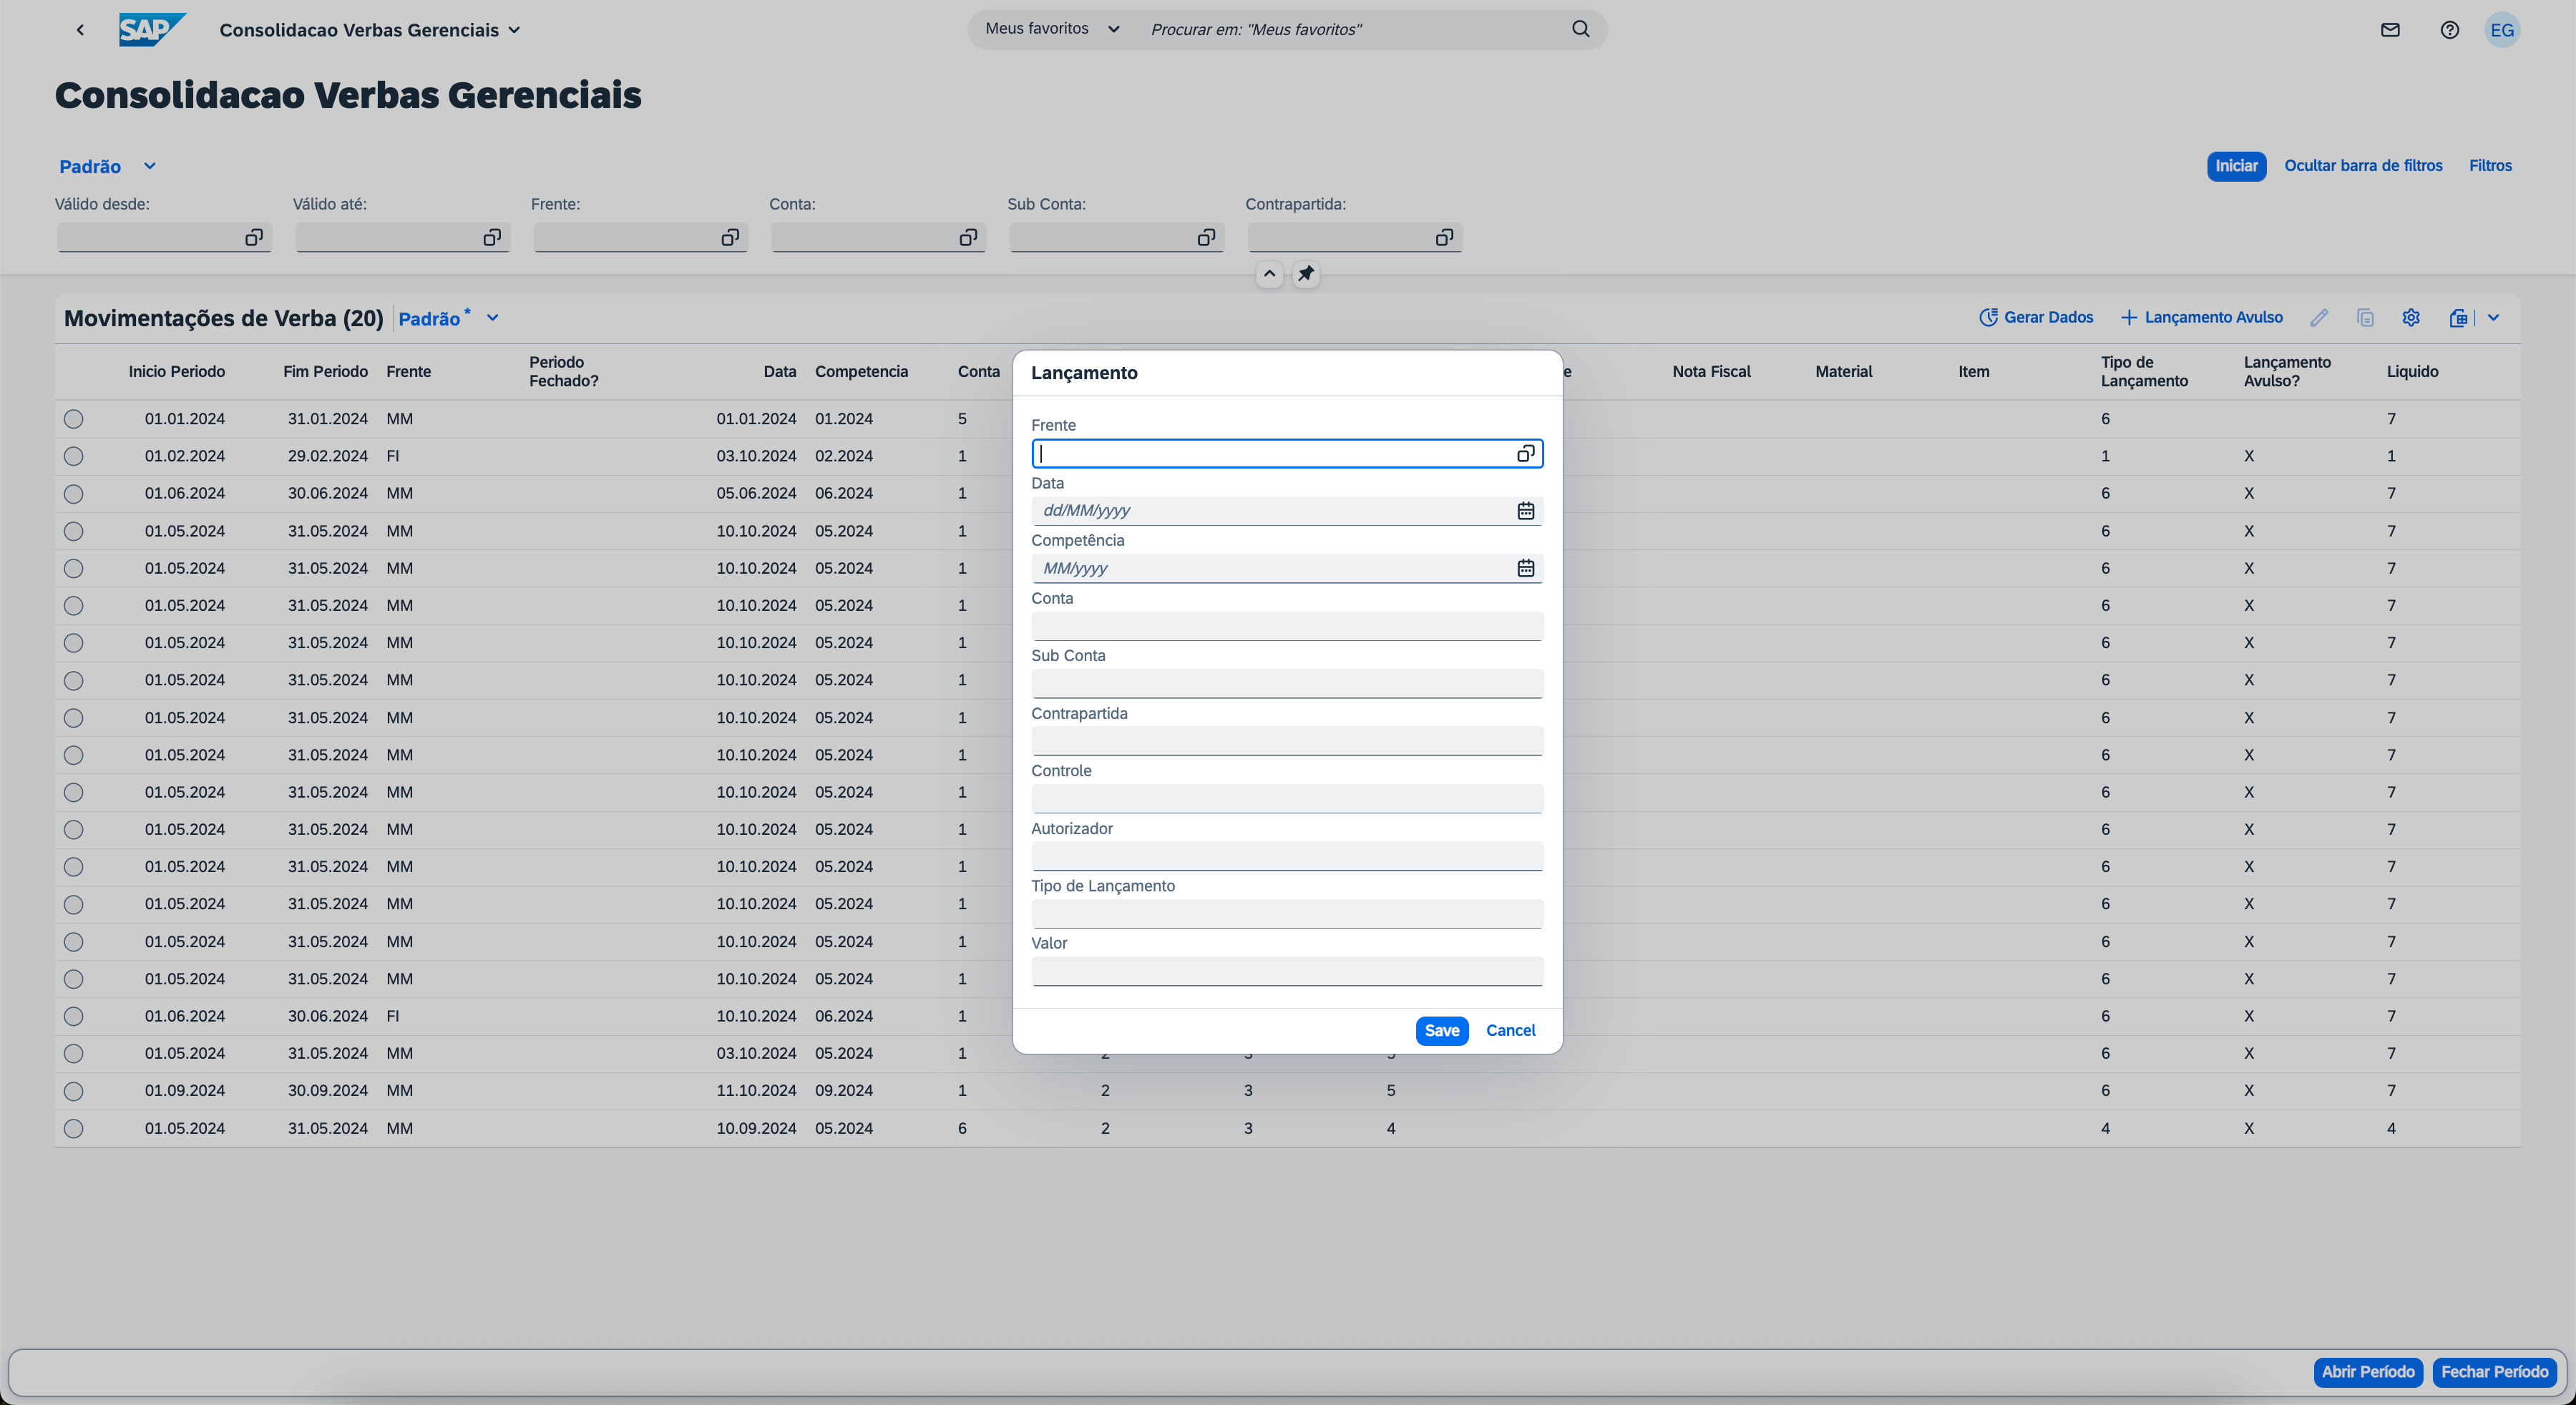 SAP Consolidacao Verbas Gerenciais Meus favoritos Procurar em: "Meus favoritos" EG
Consolidacao Verbas Gerenciais
Padrão Iniciar Ocultar barra de filtros Filtros
Válido desde: Válido até: Frente: Conta: Sub Conta: Contrapartida:
Movimentações de Verba (20) Padrão * Gerar Dados Lançamento Avulso
Inicio Periodo Fim Periodo Frente Periodo Fechado? Data Competencia Conta e Nota Fiscal Material Item Tipo de Lançamento Lançamento Avulso? Liquido
01.01.2024 31.01.2024 MM 01.01.2024 01.2024 5 6 7
01.02.2024 29.02.2024 FI 03.10.2024 02.2024 1 1 X 1
01.06.2024 30.06.2024 MM 05.06.2024 06.2024 1 6 X 7
01.05.2024 31.05.2024 MM 10.10.2024 05.2024 1 6 X 7
01.05.2024 31.05.2024 MM 10.10.2024 05.2024 1 6 X 7
01.05.2024 31.05.2024 MM 10.10.2024 05.2024 1 6 X 7
01.05.2024 31.05.2024 MM 10.10.2024 05.2024 1 6 X 7
01.05.2024 31.05.2024 MM 10.10.2024 05.2024 1 6 X 7
01.05.2024 31.05.2024 MM 10.10.2024 05.2024 1 6 X 7
01.05.2024 31.05.2024 MM 10.10.2024 05.2024 1 6 X 7
01.05.2024 31.05.2024 MM 10.10.2024 05.2024 1 6 X 7
01.05.2024 31.05.2024 MM 10.10.2024 05.2024 1 6 X 7
01.05.2024 31.05.2024 MM 10.10.2024 05.2024 1 6 X 7
01.05.2024 31.05.2024 MM 10.10.2024 05.2024 1 6 X 7
01.05.2024 31.05.2024 MM 10.10.2024 05.2024 1 6 X 7
01.05.2024 31.05.2024 MM 10.10.2024 05.2024 1 6 X 7
01.06.2024 30.06.2024 FI 10.10.2024 06.2024 1 6 X 7
01.05.2024 31.05.2024 MM 03.10.2024 05.2024 1 2 3 5 6 X 7
01.09.2024 30.09.2024 MM 11.10.2024 09.2024 1 2 3 5 6 X 7
01.05.2024 31.05.2024 MM 10.09.2024 05.2024 6 2 3 4 4 X 4
Lançamento
Frente
Data
dd/MM/yyyy
Competência
MM/yyyy
Conta
Sub Conta
Contrapartida
Controle
Autorizador
Tipo de Lançamento
Valor
Save Cancel
Abrir Período Fechar Período